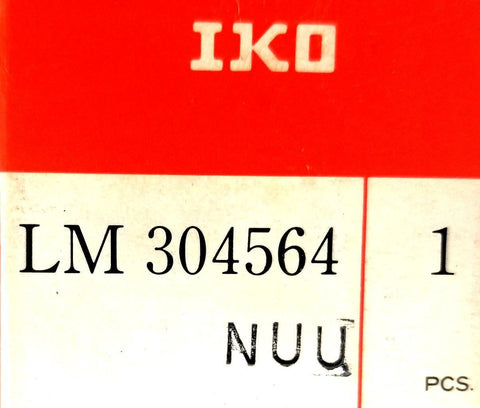 IKO
LM 304564 1
NUU
PCS.